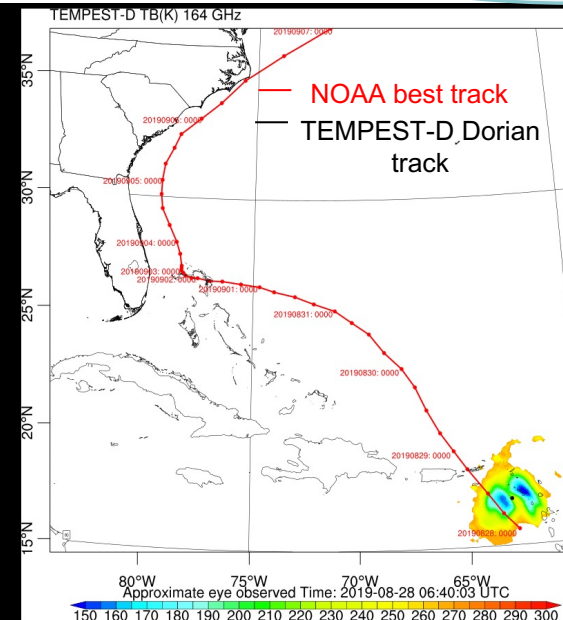 TEMPEST-D TB(K) 164 GHz
20190907: 0000
35°N
NOAA best track
TEMPEST-D Dorian
track
20190906: 0000
20190905: 0000
30°N
20190904: 0000
20190903: 0000
20190902: 0000
20190901: 0000
25°N
20190831: 0000
20190830: 0000
20°N
20190829: 0000
20190828: 0000
15°N
80°W 75°W 70°W 65°W
Approximate eye observed Time: 2019-08-28 06:40:03 UTC
150 160 170 180 190 200 210 220 230 240 250 260 270 280 290 300